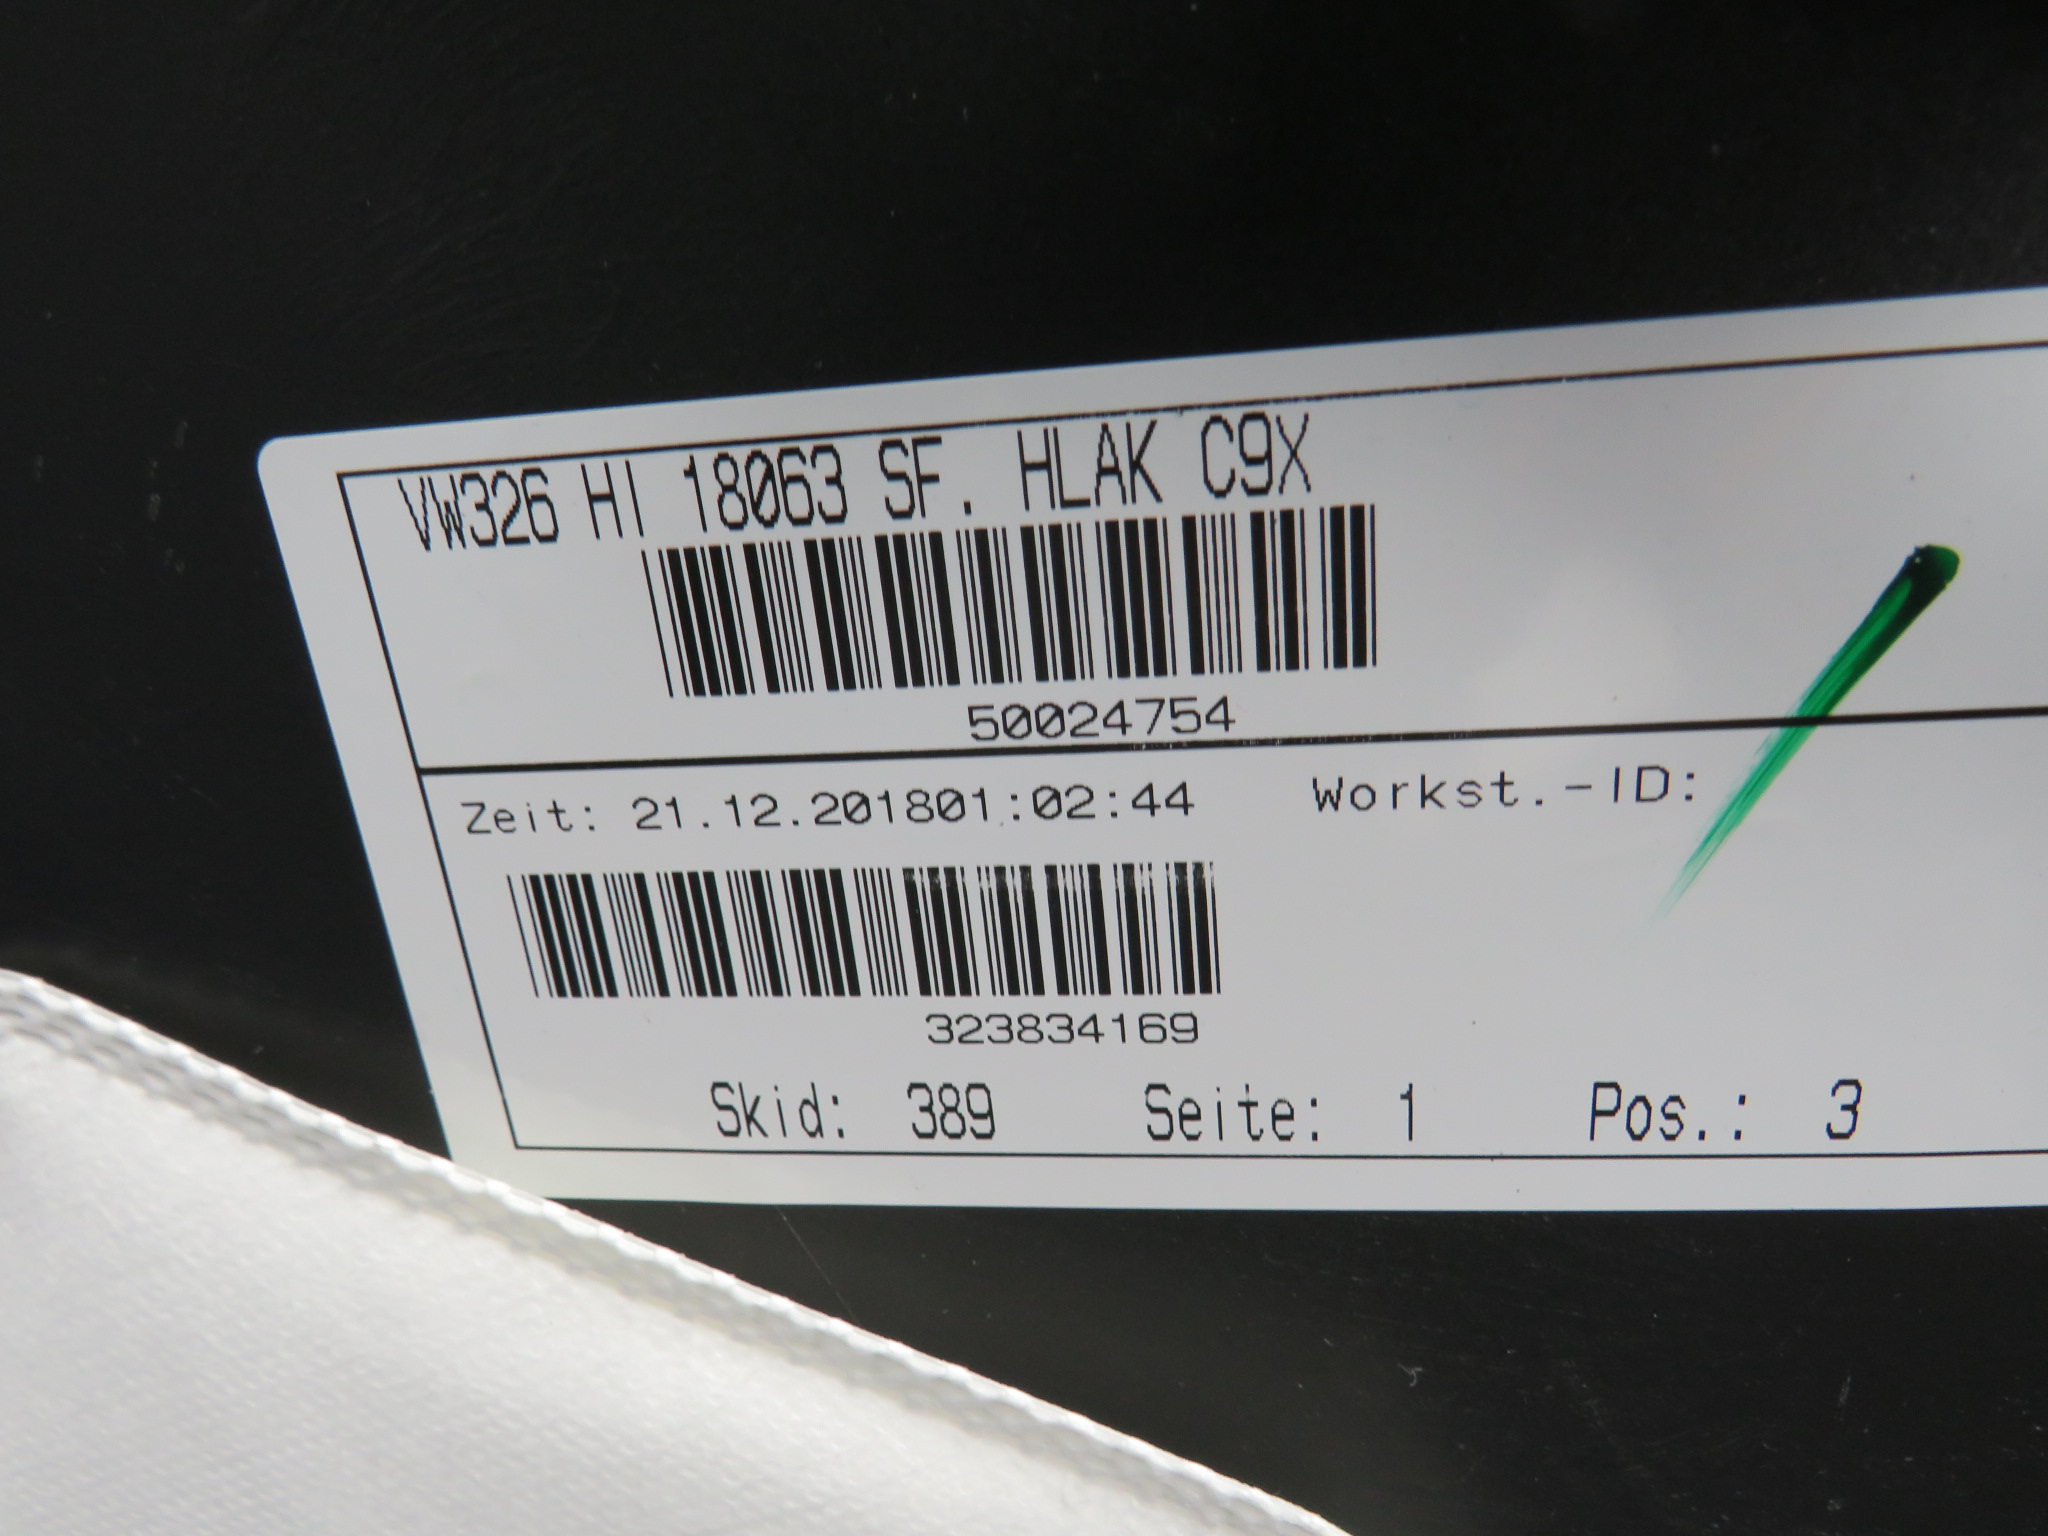 VW326 HI 18063 SF. HLAK C9X
50024754
Zeit: 21.12.201801:02:44 Workst.-ID:
323834169
Skid: 389 Seite: 1 Pos.: 3